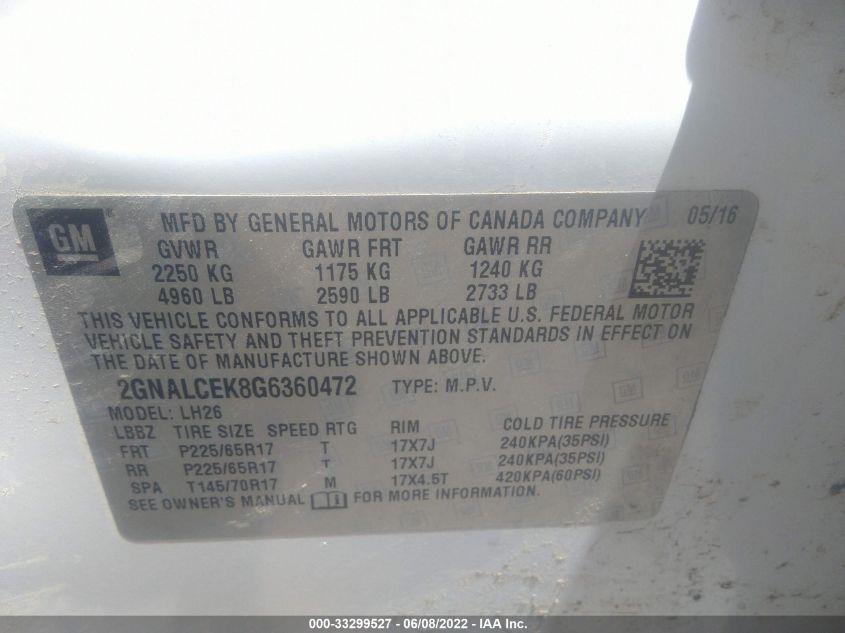 GM ® MFD BY GENERAL MOTORS OF CANADA COMPANY 05/16
GVWR GAWR FRT GAWR RR
2250 KG 1175 KG 1240 KG
4960 LB 2590 LB 2733 LB
THIS VEHICLE CONFORMS TO ALL APPLICABLE U.S. FEDERAL MOTOR
VEHICLE SAFETY AND THEFT PREVENTION STANDARDS IN EFFECT ON
THE DATE OF MANUFACTURE SHOWN ABOVE.
2GNALCEK8G6360472 TYPE: M.P.V.
MODEL: LH26
LBBZ TIRE SIZE SPEED RTG RIM COLD TIRE PRESSURE
FRT P225/65R17 T 17X7J 240KPA(35PSI)
RR P225/65R17 T 17X7J 240KPA(35PSI)
SPA T145/70R17 M 17X4.5T 420KPA(60PSI)
SEE OWNER'S MANUAL FOR MORE INFORMATION.
000-33299527 - 06/08/2022 - IAA Inc.